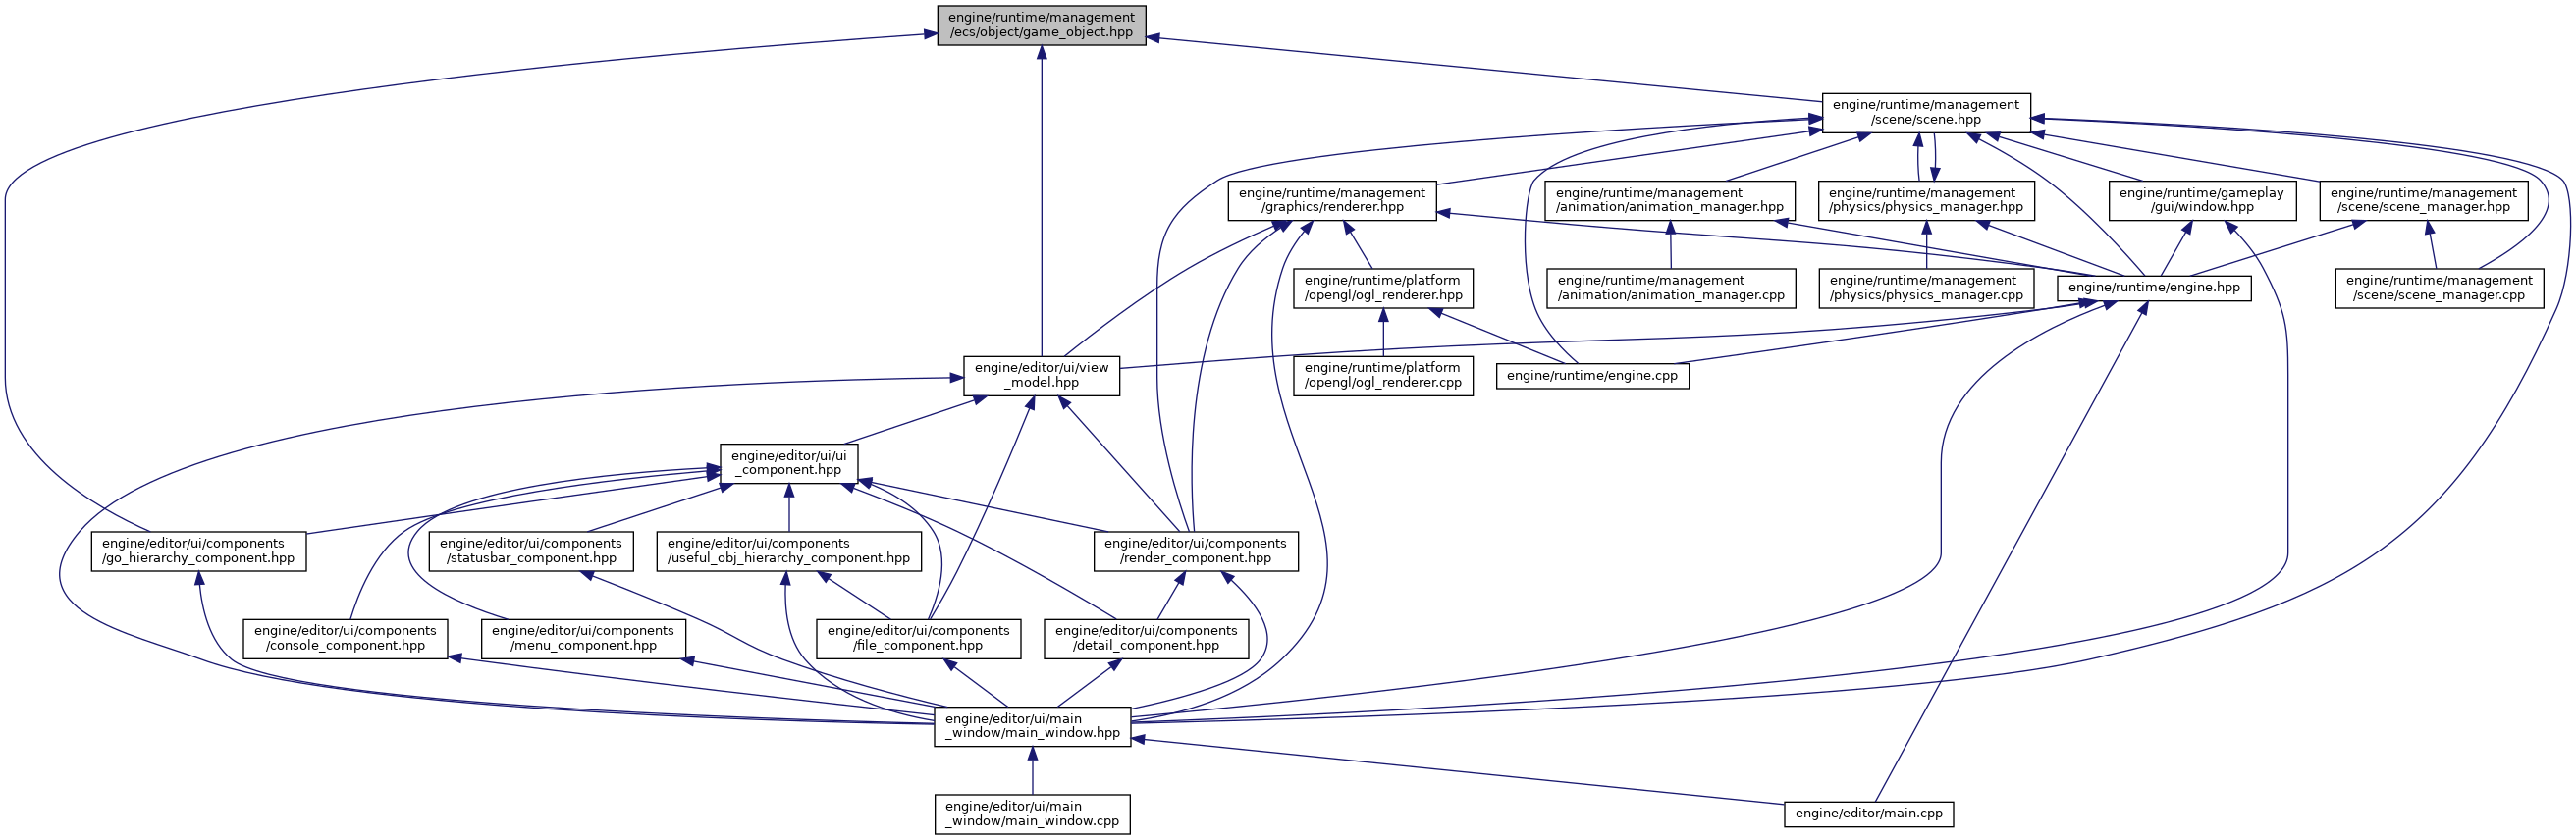 engine/runtime/management
/ecs/object/game_object.hpp
engine/runtime/management
/scene/scene.hpp
engine/runtime/management
/graphics/renderer.hpp
engine/runtime/management
/animation/animation_manager.hpp
engine/runtime/management
/physics/physics_manager.hpp
engine/runtime/gameplay
/gui/window.hpp
engine/runtime/management
/scene/scene_manager.hpp
engine/runtime/platform
/opengl/ogl_renderer.hpp
engine/runtime/management
/animation/animation_manager.cpp
engine/runtime/management
/physics/physics_manager.cpp
engine/runtime/engine.hpp
engine/runtime/management
/scene/scene_manager.cpp
engine/editor/ui/view
_model.hpp
engine/runtime/platform
/opengl/ogl_renderer.cpp
engine/runtime/engine.cpp
engine/editor/ui/ui
_component.hpp
engine/editor/ui/components
/go_hierarchy_component.hpp
engine/editor/ui/components
/statusbar_component.hpp
engine/editor/ui/components
/useful_obj_hierarchy_component.hpp
engine/editor/ui/components
/render_component.hpp
engine/editor/ui/components
/console_component.hpp
engine/editor/ui/components
/menu_component.hpp
engine/editor/ui/components
/file_component.hpp
engine/editor/ui/components
/detail_component.hpp
engine/editor/ui/main
_window/main_window.hpp
engine/editor/ui/main
_window/main_window.cpp
engine/editor/main.cpp